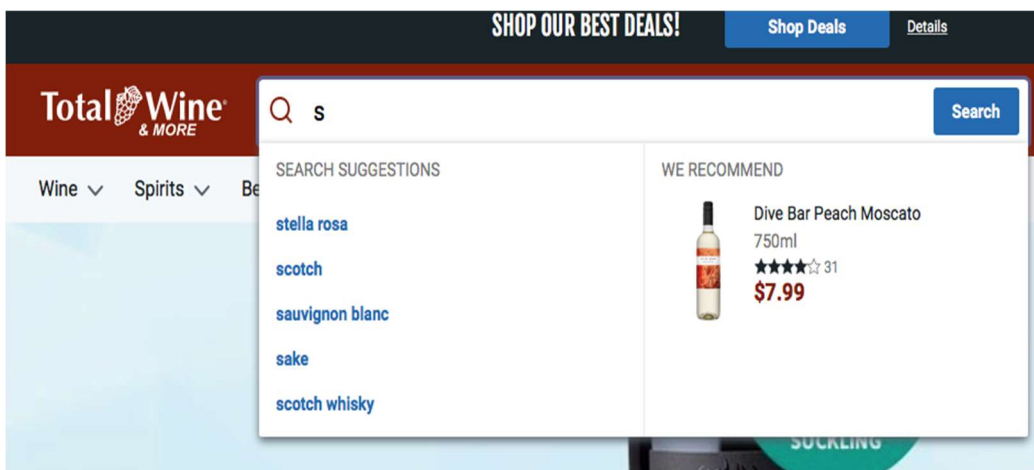 SHOP OUR BEST DEALS!
Shop Deals
Details
Total Wine
& MORE
s
Search
Wine
Spirits
Be
SEARCH SUGGESTIONS
stella rosa
scotch
sauvignon blanc
sake
scotch whisky
WE RECOMMEND
Dive Bar Peach Moscato
750ml
31
$7.99
SUCKLING